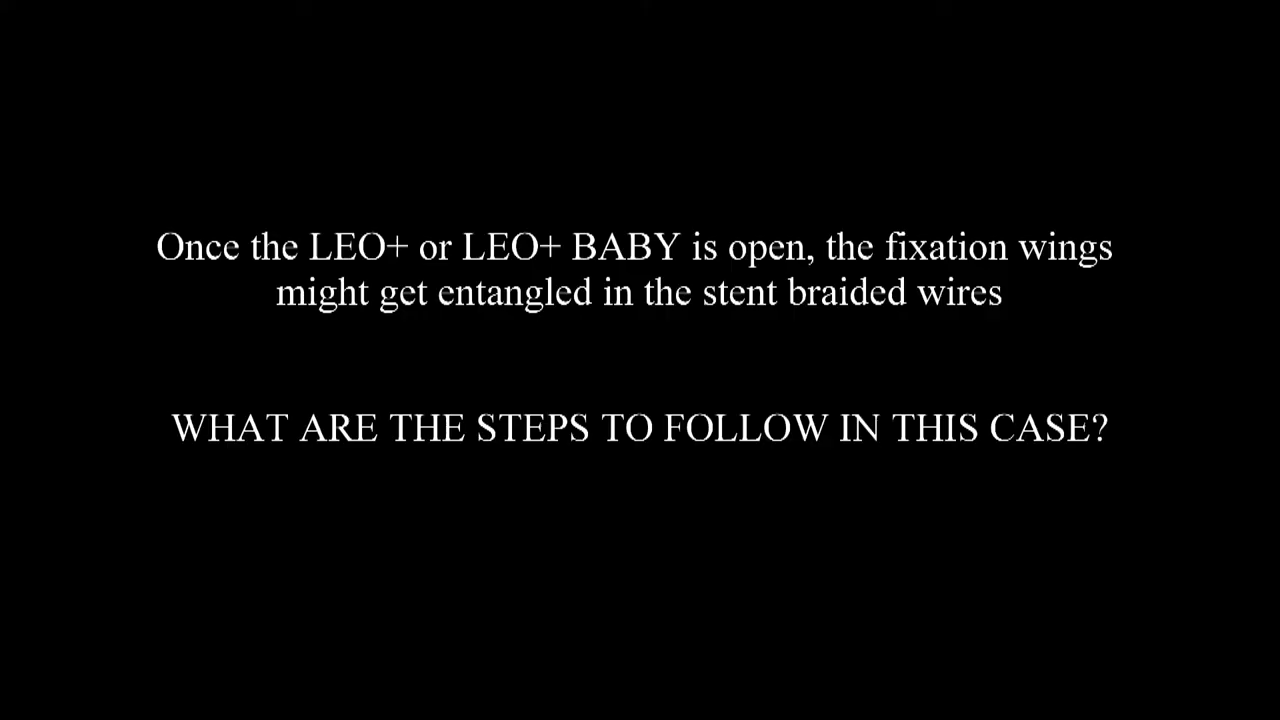 Once the LEO+ or LEO+ BABY is open, the fixation wings
might get entangled in the stent braided wires
WHAT ARE THE STEPS TO FOLLOW IN THIS CASE?